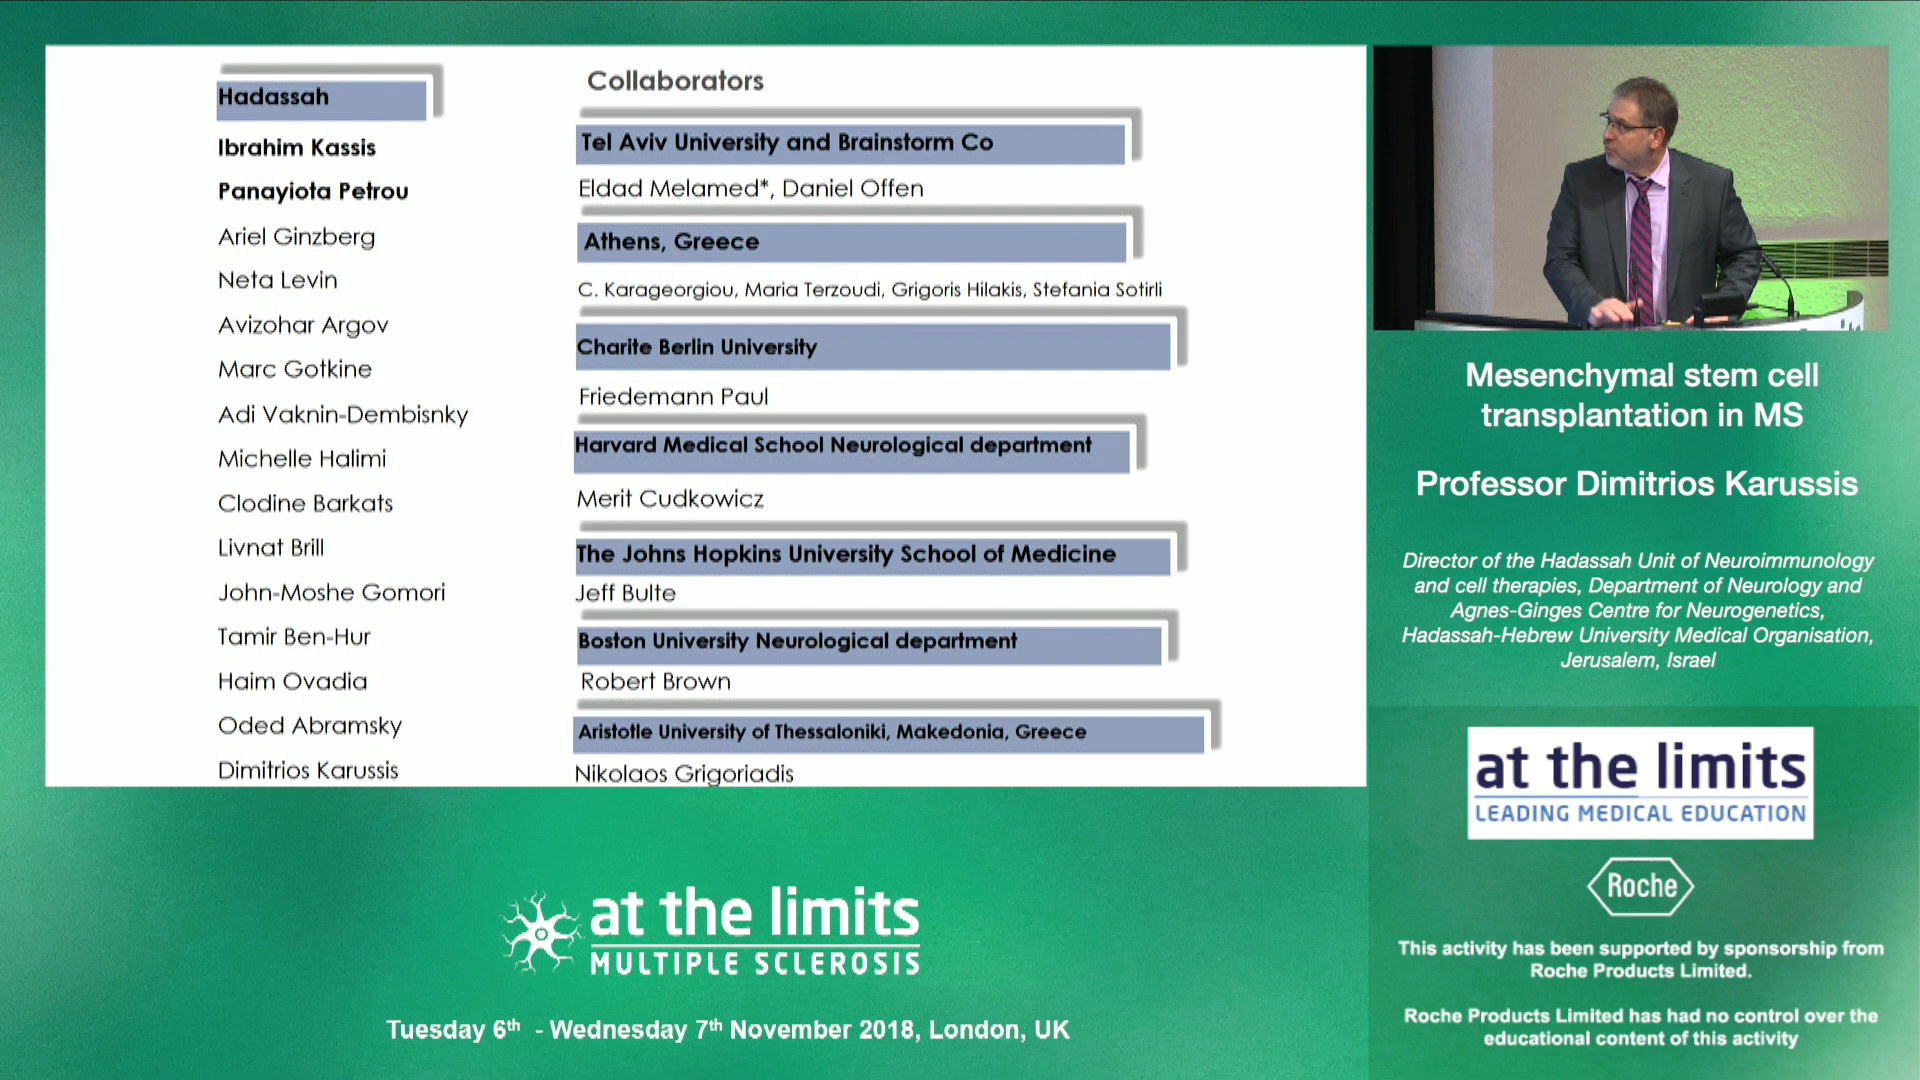 Hadassah
Ibrahim Kassis
Panayiota Petrou
Ariel Ginzberg
Neta Levin
Avizohar Argov
Marc Gotkine
Adi Vaknin-Dembisnky
Michelle Halimi
Clodine Barkats
Livnat Brill
John-Moshe Gomori
Tamir Ben-Hur
Haim Ovadia
Oded Abramsky
Dimitrios Karussis
Collaborators
Tel Aviv University and Brainstorm Co
Eldad Melamed*, Daniel Offen
Athens, Greece
C. Karageorgiou, Maria Terzoudi, Grigoris Hilakis, Stefania Sotirli
Charite Berlin University
Friedemann Paul
Harvard Medical School Neurological department
Merit Cudkowicz
The Johns Hopkins University School of Medicine
Jeff Bulte
Boston University Neurological department
Robert Brown
Aristotle University of Thessaloniki, Makedonia, Greece
Nikolaos Grigoriadis
Mesenchymal stem cell
transplantation in MS
Professor Dimitrios Karussis
Director of the Hadassah Unit of Neuroimmunology
and cell therapies, Department of Neurology and
Agnes-Ginges Centre for Neurogenetics,
Hadassah-Hebrew University Medical Organisation,
Jerusalem, Israel
at the limits
LEADING MEDICAL EDUCATION
Roche
This activity has been supported by sponsorship from
Roche Products Limited.
Roche Products Limited has had no control over the
educational content of this activity
at the limits
MULTIPLE SCLEROSIS
Tuesday 6th - Wednesday 7th November 2018, London, UK